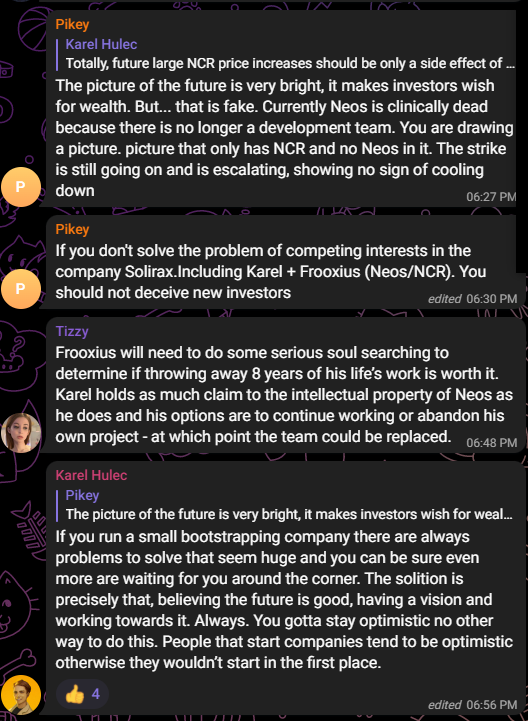 Pikey
Karel Hulec
Totally, future large NCR price increases should be only a side effect of ...
The picture of the future is very bright, it makes investors wish
for wealth. But... that is fake. Currently Neos is clinically dead
because there is no longer a development team. You are drawing
a picture. picture that only has NCR and no Neos in it. The strike
is still going on and is escalating, showing no sign of cooling
down
06:27 PM
P
Pikey
If you don't solve the problem of competing interests in the
company Solirax.Including Karel + Frooxius (Neos/NCR). You
should not deceive new investors
edited 06:30 PM
P
Tizzy
Frooxius will need to do some serious soul searching to
determine if throwing away 8 years of his life's work is worth it.
Karel holds as much claim to the intellectual property of Neos as
he does and his options are to continue working or abandon his
own project - at which point the team could be replaced.
06:48 PM
Karel Hulec
Pikey
The picture of the future is very bright, it makes investors wish for weal...
If you run a small bootstrapping company there are always
problems to solve that seem huge and you can be sure even
more are waiting for you around the corner. The solition is
precisely that, believing the future is good, having a vision and
working towards it. Always. You gotta stay optimistic no other
way to do this. People that start companies tend to be optimistic
otherwise they wouldn't start in the first place.
👍 4
edited 06:56 PM